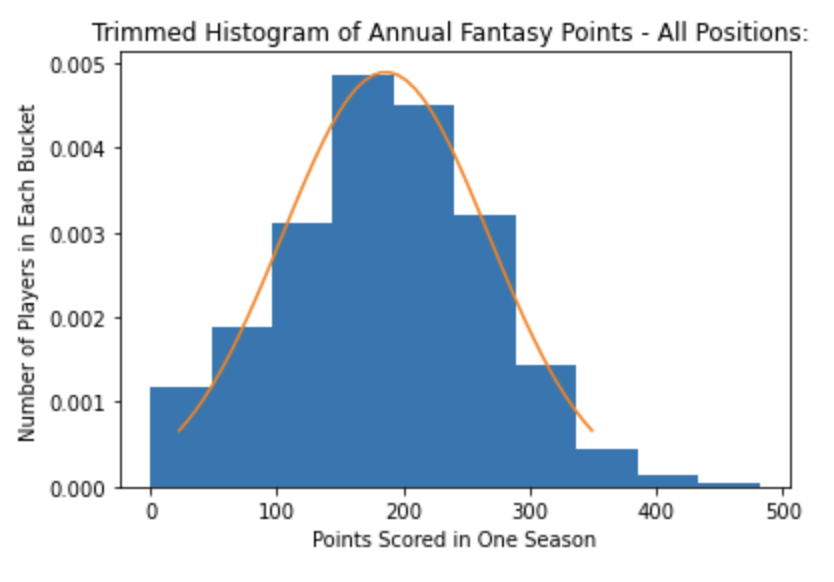 Trimmed Histogram of Annual Fantasy Points - All Positions:
Number of Players in Each Bucket
0.005
0.004
0.003
0.002
0.001
0.000
0 100 200 300 400 500
Points Scored in One Season